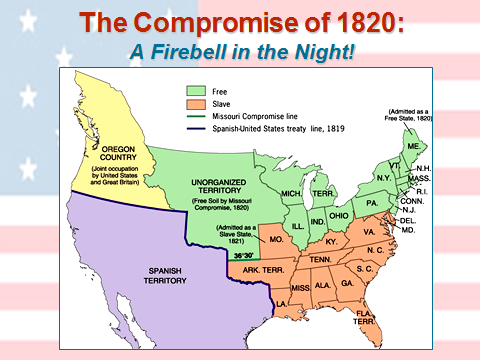 The Compromise of 1820:
A Firebell in the Night!
Free
Slave
Missouri Compromise line
Spanish-United States treaty line, 1819
(Admitted as a
Free State, 1820)
OREGON
COUNTRY
(Joint occupation
by United States
and Great Britain)
UNORGANIZED
TERRITORY
(Free Soil by Missouri
Compromise, 1820)
(Admitted as a
Slave State,
1821)
36°30'
SPANISH
TERRITORY
MICH.
TERR.
ILL.
IND.
OHIO
PA.
N.Y.
VT.
ME.
N.H.
MASS.
R.I.
CONN.
N.J.
DEL.
MD.
MO.
KY.
VA.
ARK. TERR.
TENN.
N. C.
S. C.
MISS.
ALA.
GA.
LA.
FLA.
TERR.